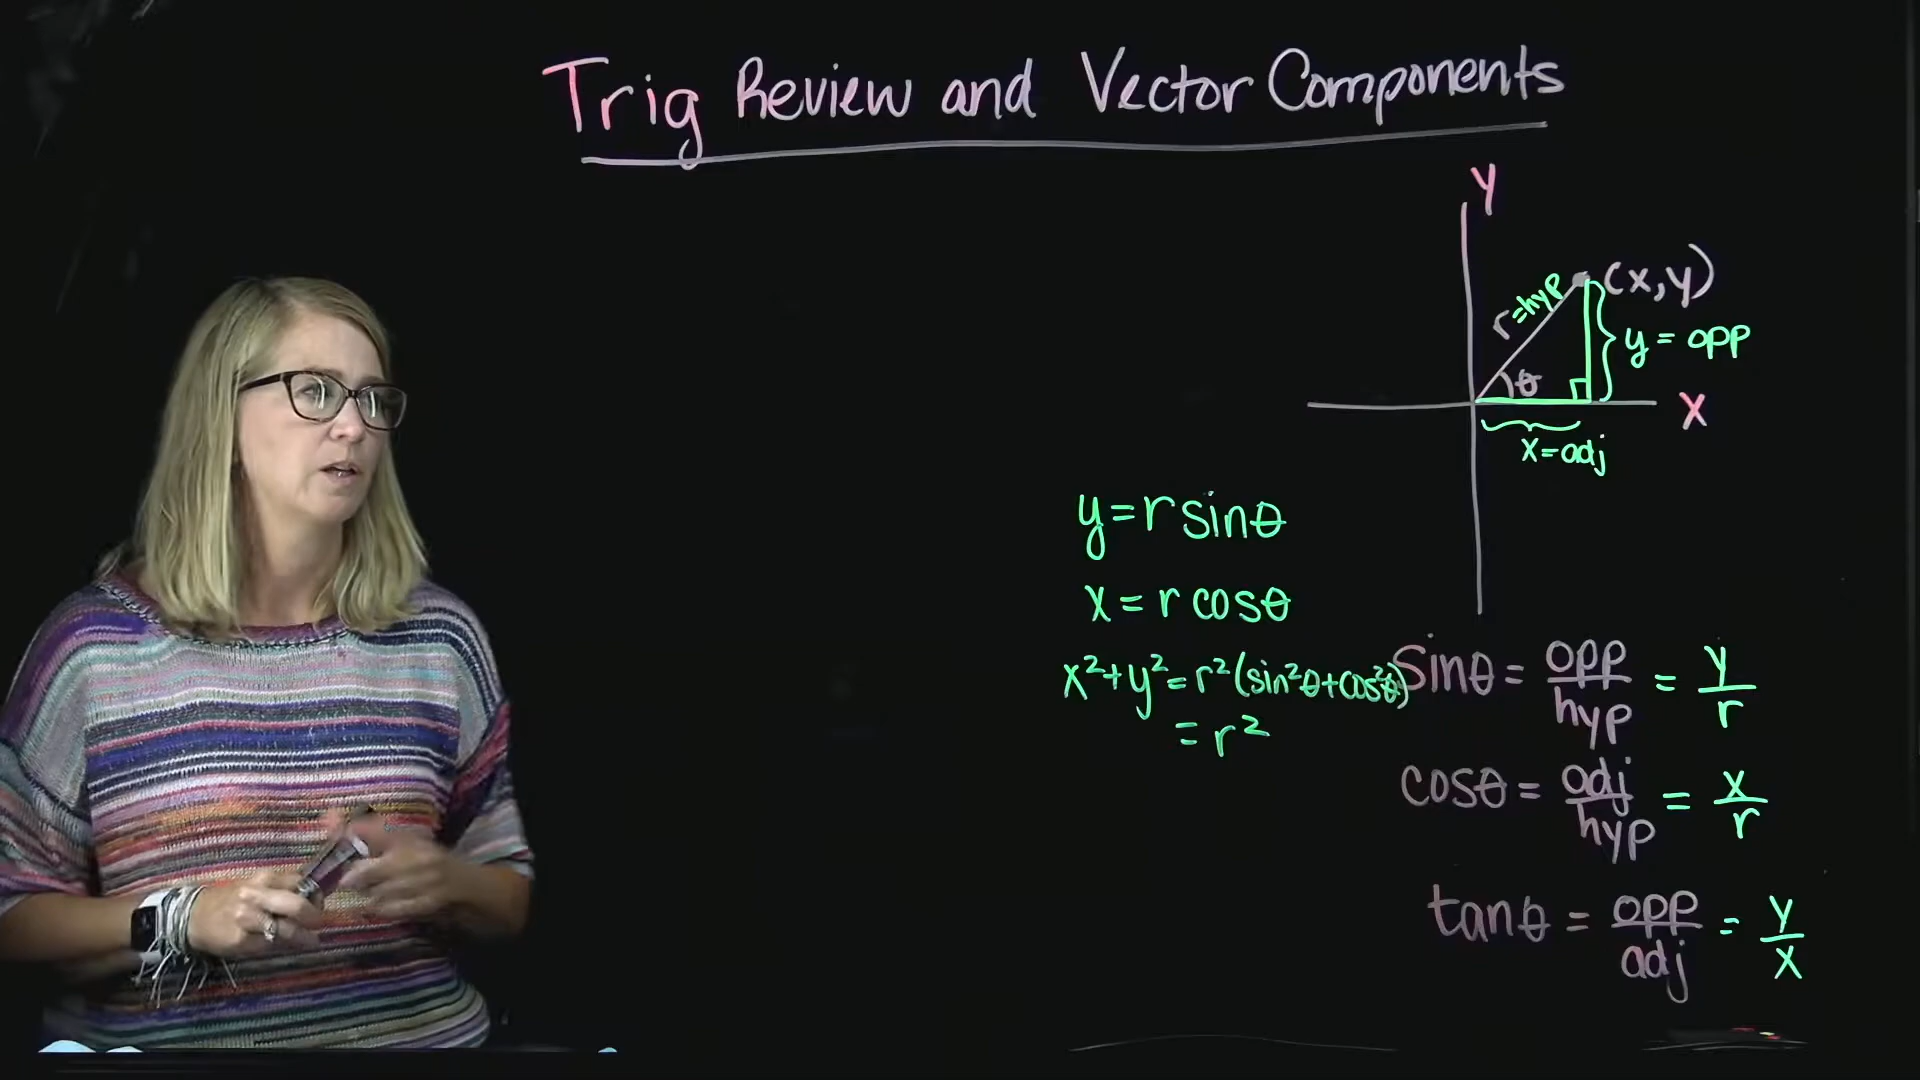 Trig Review and Vector Components
Y
(x,y)
r=hyp
y = opp
θ
X
x=adj
y=rsinθ
x = r cosθ
x²+y²=r²(sin²θ+cos²θ)
= r²
Sinθ = opp/hyp = y/r
cosθ = adj/hyp = x/r
tanθ = opp/adj = y/x